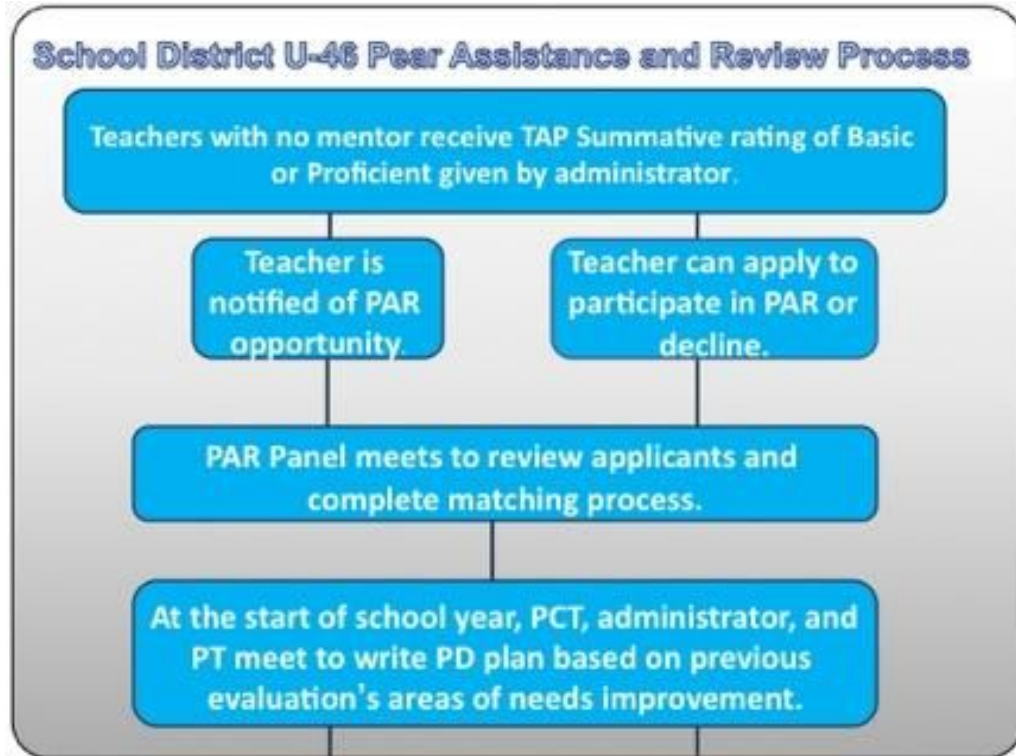 School District U-46 Pear Assistance and Review Process
Teachers with no mentor receive TAP Summative rating of Basic
or Proficient given by administrator.
Teacher is
notified of PAR
opportunity.
Teacher can apply to
participate in PAR or
decline.
PAR Panel meets to review applicants and
complete matching process.
At the start of school year, PCT, administrator, and
PT meet to write PD plan based on previous
evaluation's areas of needs improvement.